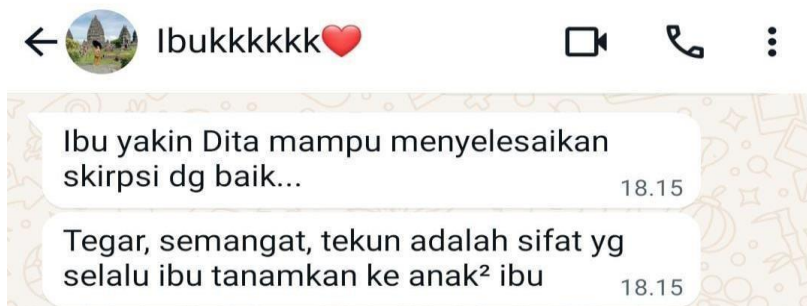 Ibukkkkkk❤️
Ibu yakin Dita mampu menyelesaikan
skirpsi dg baik...
18.15
Tegar, semangat, tekun adalah sifat yg
selalu ibu tanamkan ke anak² ibu
18.15